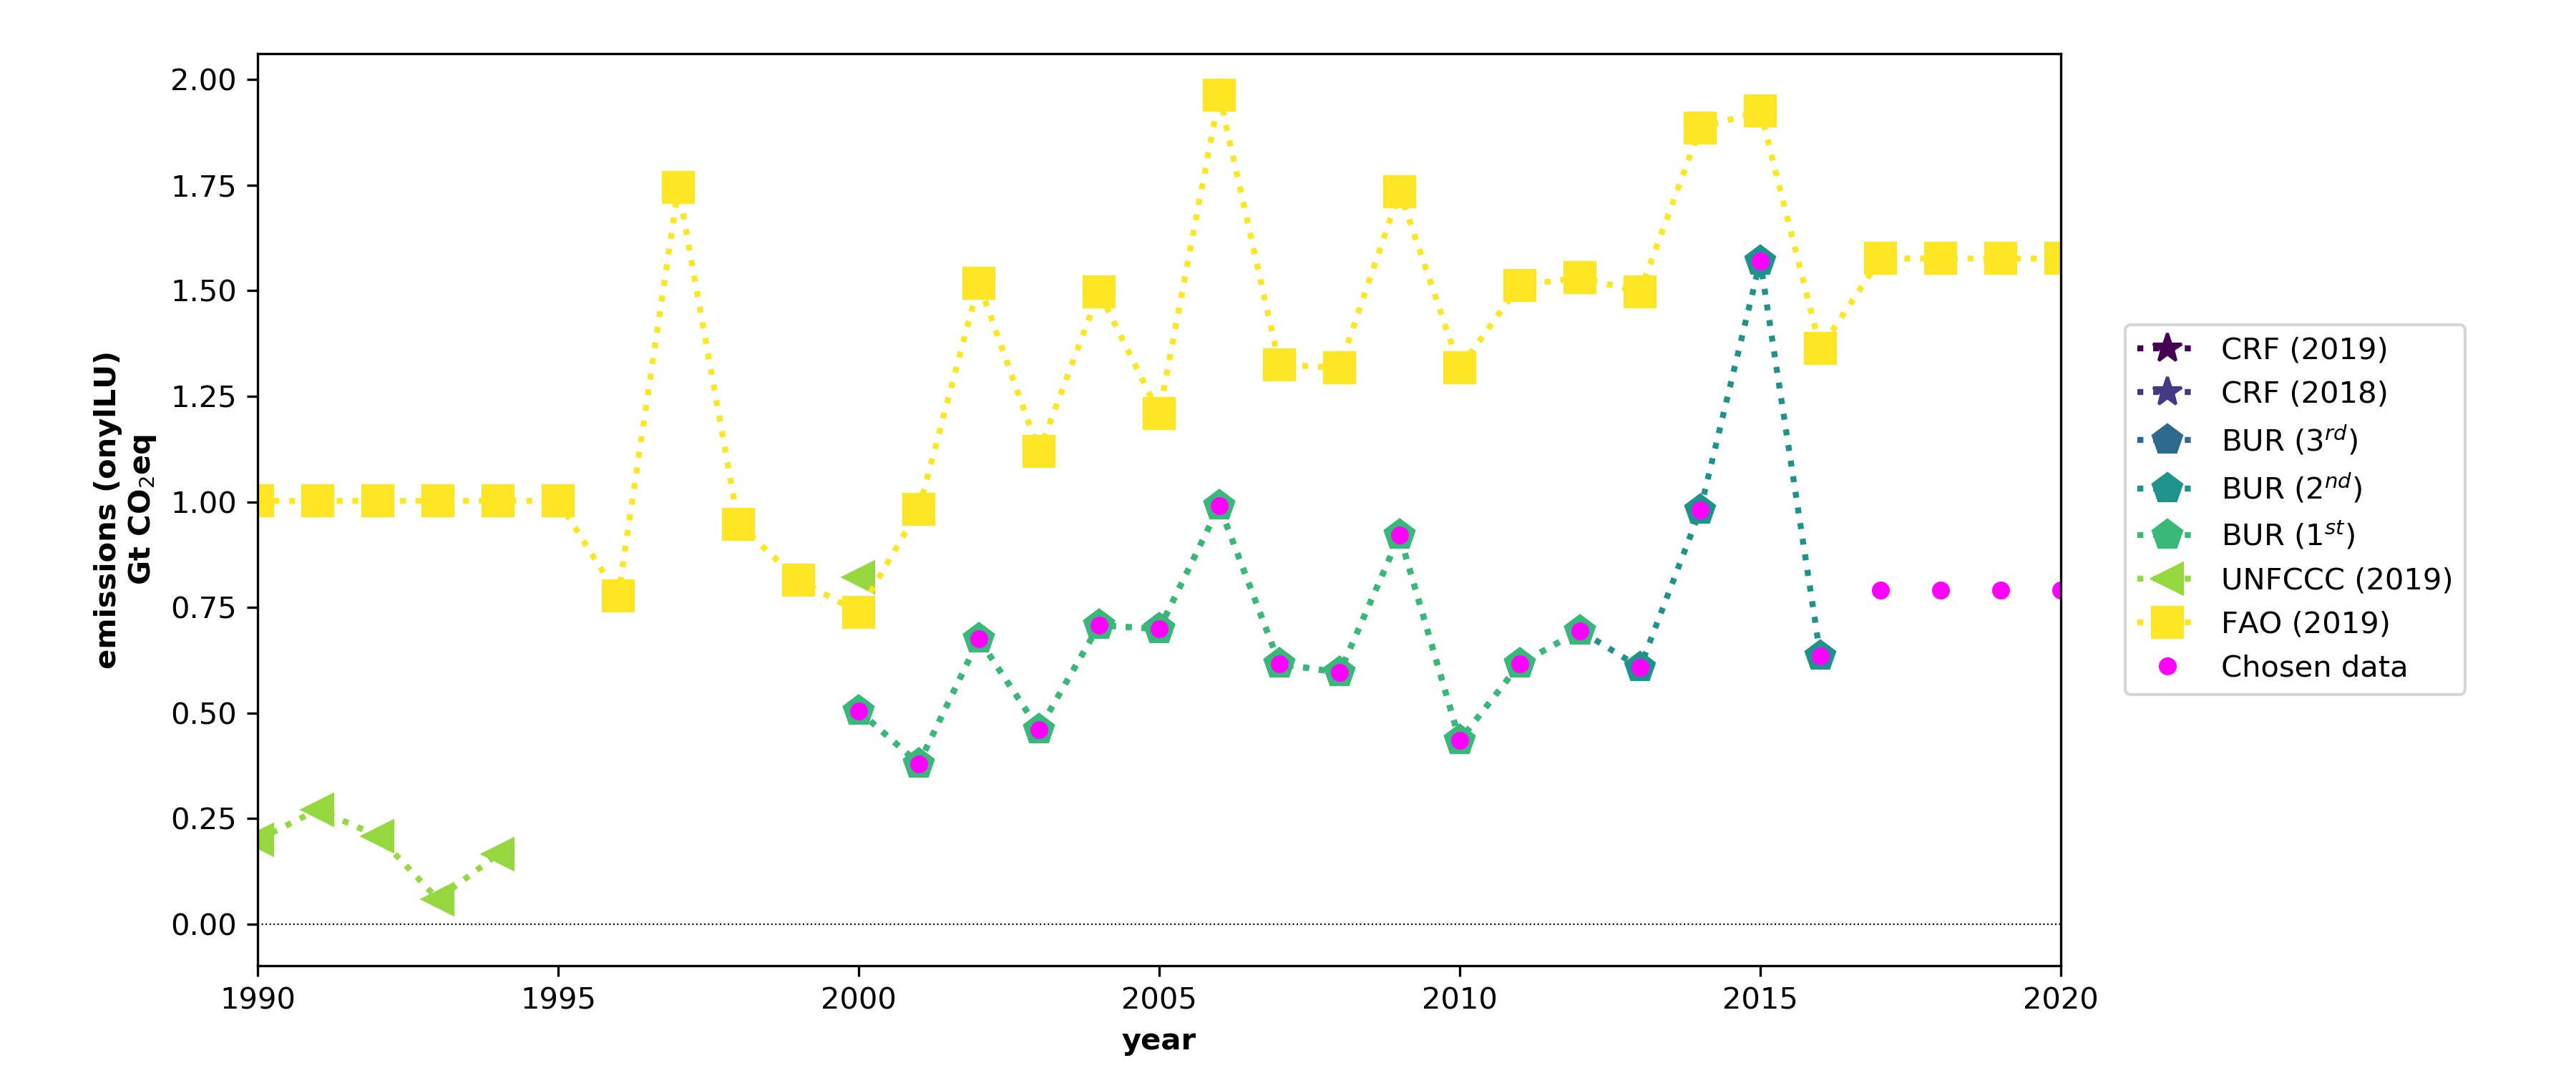 2.00
1.75
1.50
1.25
1.00
0.75
0.50
0.25
0.00
emissions (onylLU)
Gt CO₂eq
1990 1995 2000 2005 2010 2015 2020
year
CRF (2019)
CRF (2018)
BUR (3rd)
BUR (2nd)
BUR (1st)
UNFCCC (2019)
FAO (2019)
Chosen data